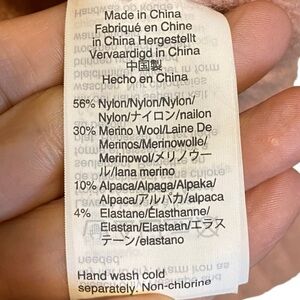 Made in China
Fabriqué en Chine
in China Hergestellt
Vervaardigd in China
中国製
Hecho en China
56% Nylon/Nylon/Nylon/
Nylon/ナイロン/nailon
30% Merino Wool/Laine De
Merinos/Merinowolle/
Merinowol/メリノウー
ル/lana merino
10% Alpaca/Alpaga/Alpaka/
Alpaca/アルパカ/alpaca
4% Elastane/Élasthanne/
Elastan/Elastaan/エラス
テーン/elastano
Hand wash cold
separately. Non-chlorine